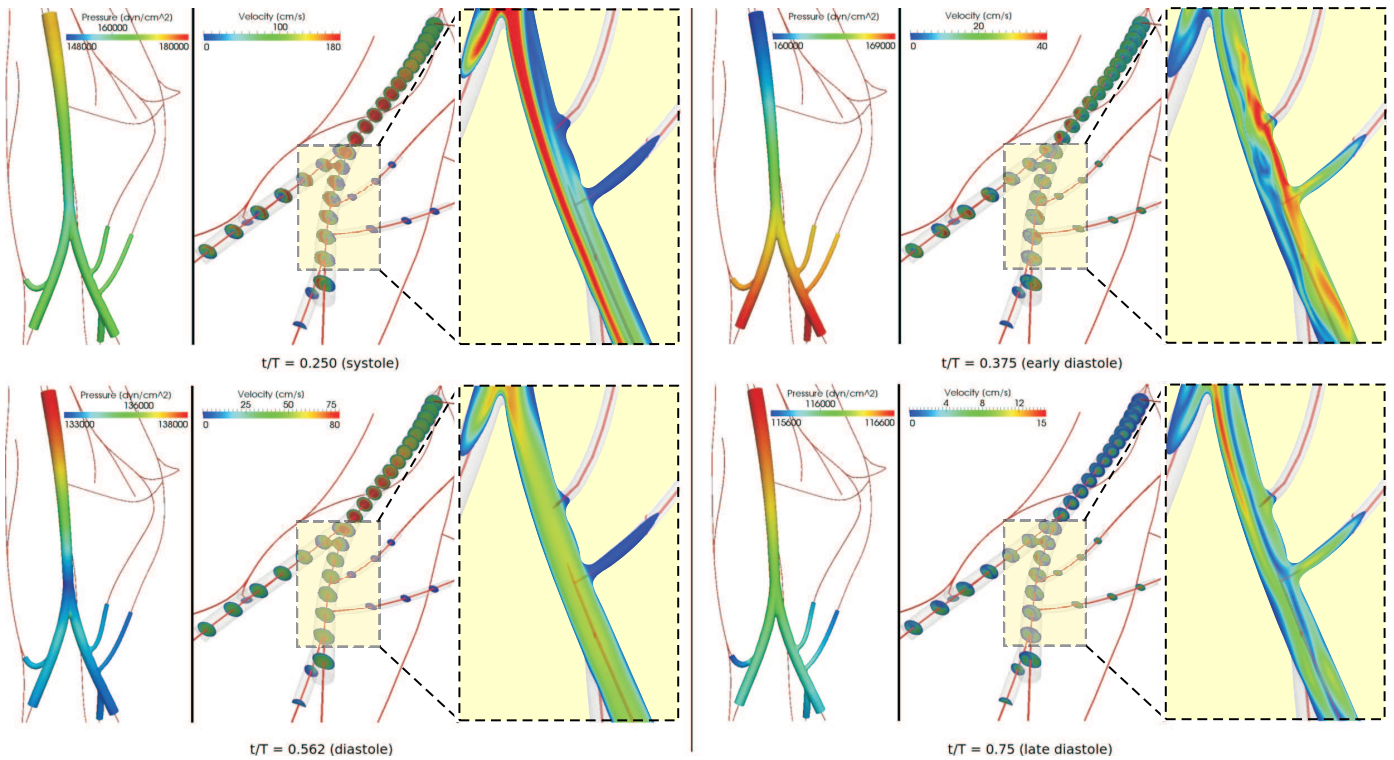 Pressure (dyn/cm^2)
160000
148000 180000
Velocity (cm/s)
100
0 180
t/T = 0.250 (systole)
Pressure (dyn/cm^2)
160000 169000
Velocity (cm/s)
20
0 40
t/T = 0.375 (early diastole)
Pressure (dyn/cm^2)
136000
133000 138000
Velocity (cm/s)
25 50 75
0 80
t/T = 0.562 (diastole)
Pressure (dyn/cm^2)
116000
115600 116600
Velocity (cm/s)
4 8 12
0 15
t/T = 0.75 (late diastole)